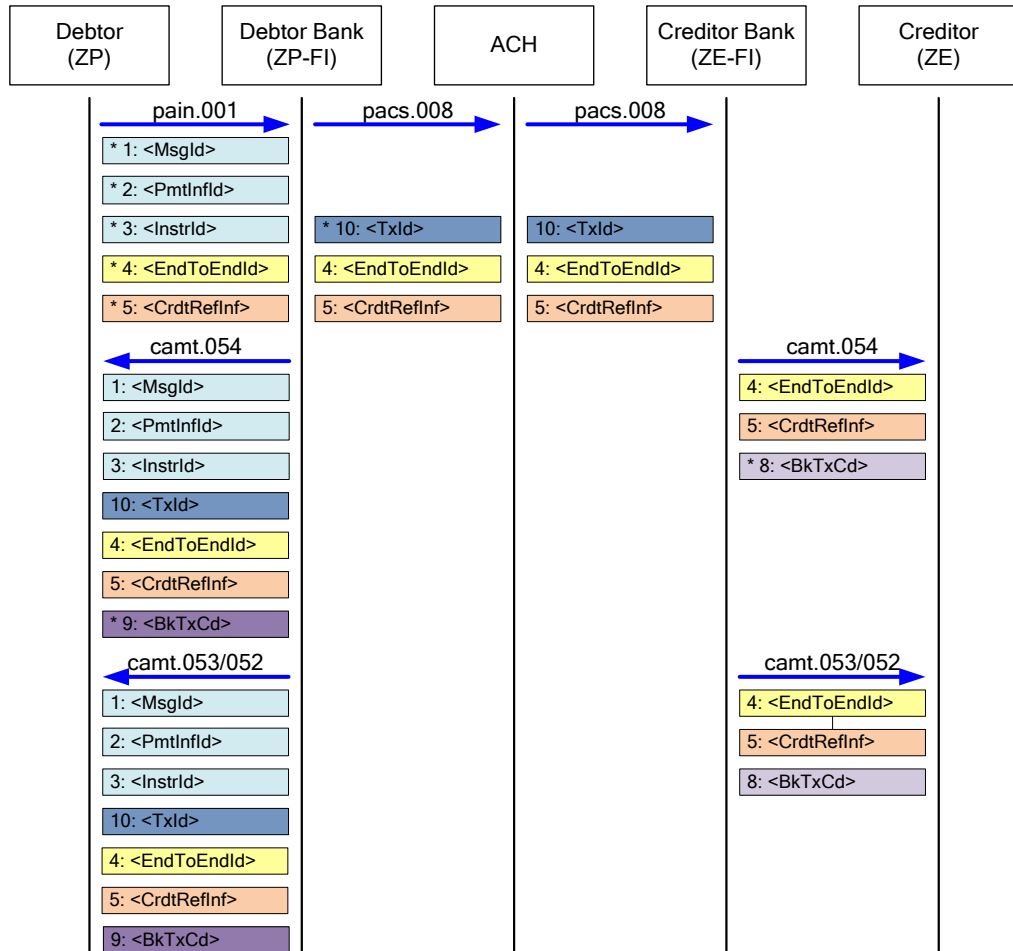 Debtor
(ZP)
Debtor Bank
(ZP-FI)
ACH
Creditor Bank
(ZE-FI)
Creditor
(ZE)
pain.001
pacs.008
pacs.008
* 1: <MsgId>
* 2: <PmtInfId>
* 3: <InstrId>
* 10: <TxId>
10: <TxId>
* 4: <EndToEndId>
4: <EndToEndId>
4: <EndToEndId>
* 5: <CrdtRefInf>
5: <CrdtRefInf>
5: <CrdtRefInf>
camt.054
camt.054
1: <MsgId>
4: <EndToEndId>
2: <PmtInfId>
5: <CrdtRefInf>
3: <InstrId>
* 8: <BkTxCd>
10: <TxId>
4: <EndToEndId>
5: <CrdtRefInf>
* 9: <BkTxCd>
camt.053/052
camt.053/052
1: <MsgId>
4: <EndToEndId>
2: <PmtInfId>
5: <CrdtRefInf>
3: <InstrId>
8: <BkTxCd>
10: <TxId>
4: <EndToEndId>
5: <CrdtRefInf>
9: <BkTxCd>